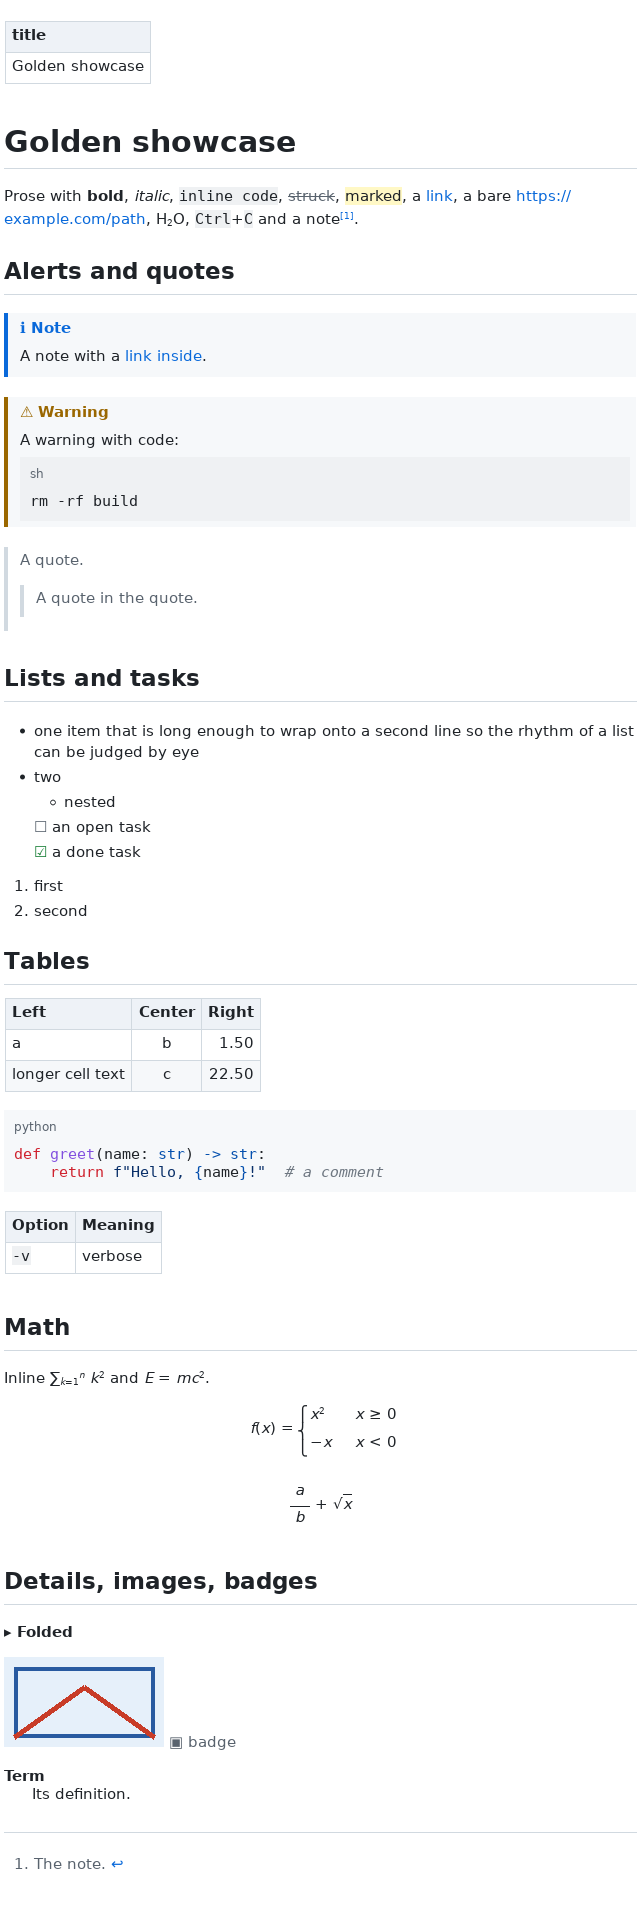 title
Golden showcase
Golden showcase
Prose with bold, italic, inline code, struck, marked, a link, a bare https://
example.com/path, H₂O, Ctrl+C and a note[1].
Alerts and quotes
ℹ Note
A note with a link inside.
⚠ Warning
A warning with code:
sh
rm -rf build
A quote.
A quote in the quote.
Lists and tasks
• one item that is long enough to wrap onto a second line so the rhythm of a list
can be judged by eye
• two
◦ nested
☐ an open task
☑ a done task
1. first
2. second
Tables
Left Center Right
a b 1.50
longer cell text c 22.50
python
def greet(name: str) -> str:
    return f"Hello, {name}!"  # a comment
Option Meaning
-v verbose
Math
Inline ∑ₖ₌₁ⁿ k² and E = mc².
f(x) = { x² x ≥ 0
−x x < 0
a
b + √x
Details, images, badges
▸ Folded
▣ badge
Term
Its definition.
1. The note. ↩